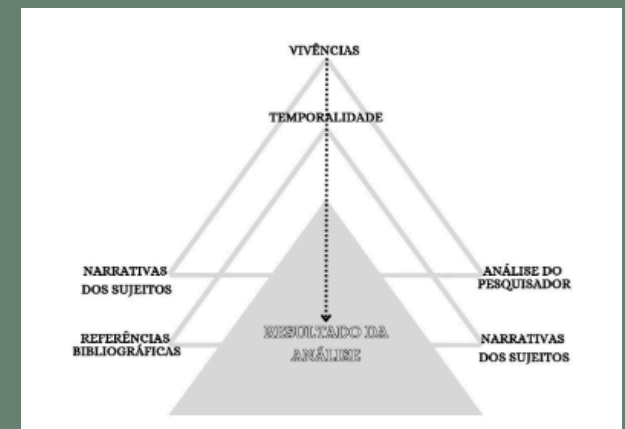 VIVÊNCIAS
TEMPORALIDADE
NARRATIVAS
DOS SUJEITOS
ANÁLISE DO
PESQUISADOR
REFERÊNCIAS
BIBLIOGRÁFICAS
RESULTADO DA
ANÁLISE
NARRATIVAS
DOS SUJEITOS